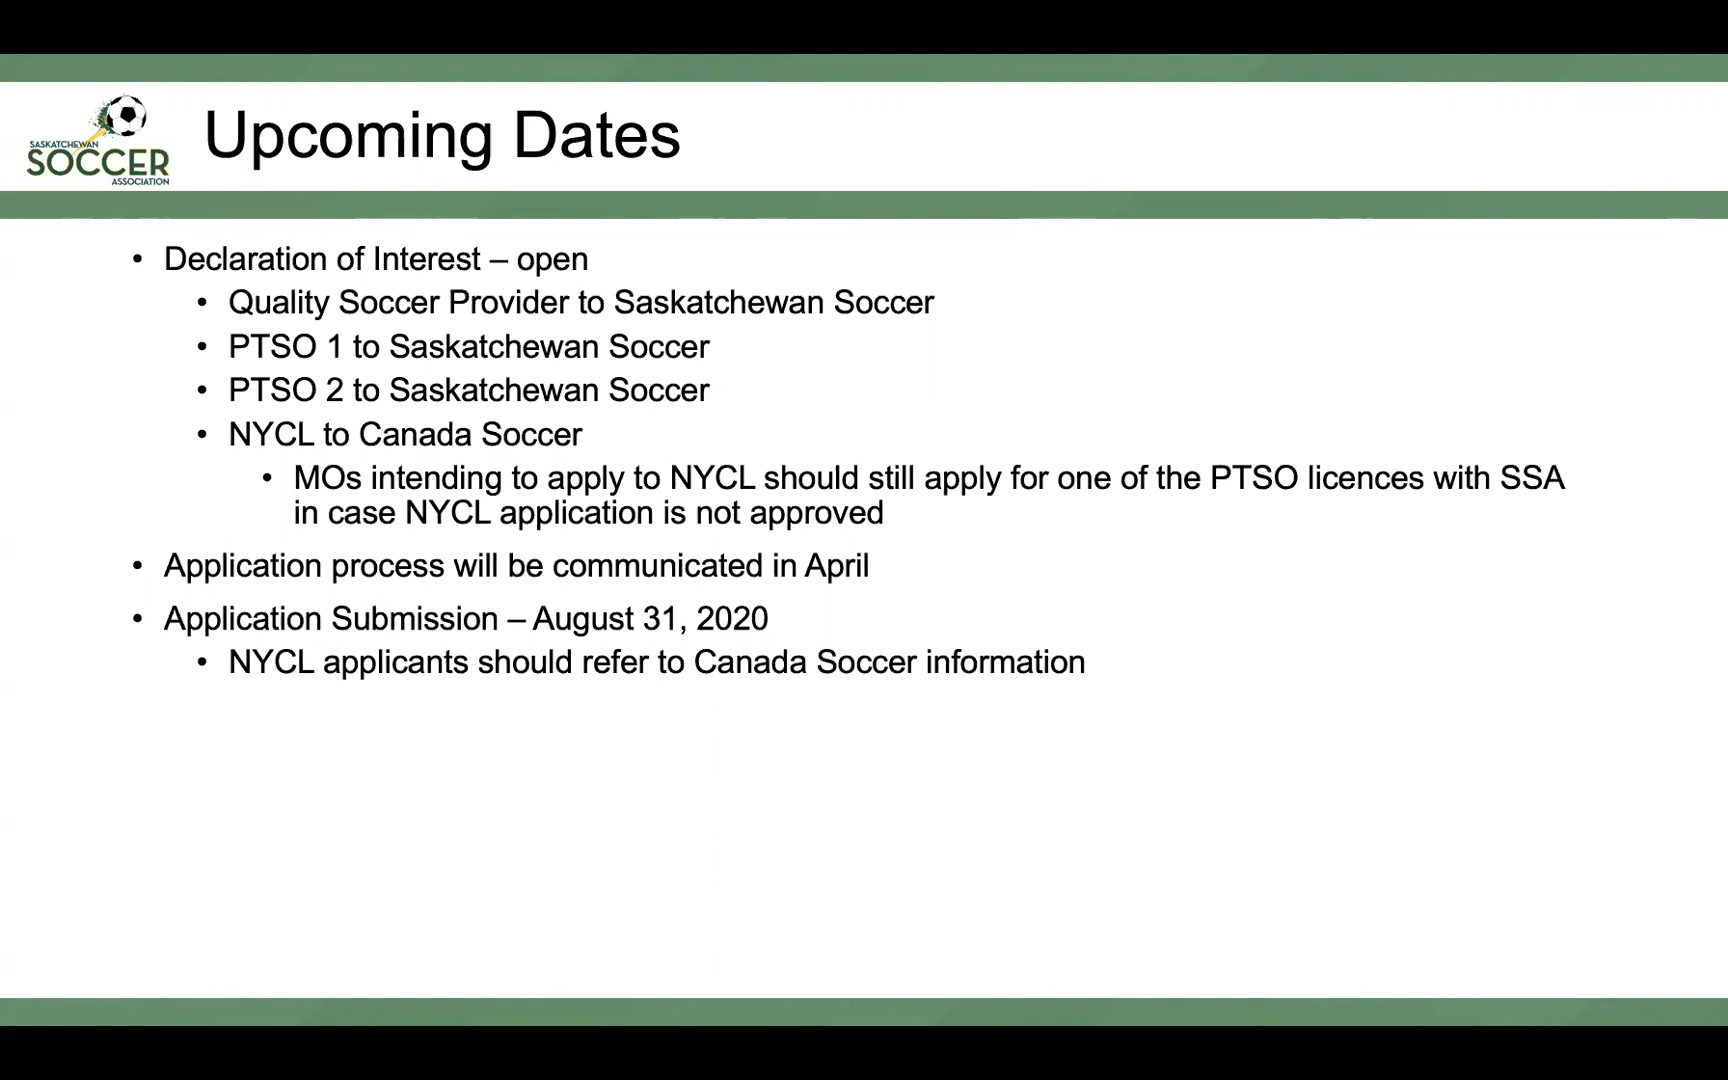 SASKATCHEWAN
SOCCER
ASSOCIATION
Upcoming Dates
• Declaration of Interest – open
• Quality Soccer Provider to Saskatchewan Soccer
• PTSO 1 to Saskatchewan Soccer
• PTSO 2 to Saskatchewan Soccer
• NYCL to Canada Soccer
• MOs intending to apply to NYCL should still apply for one of the PTSO licences with SSA
in case NYCL application is not approved
• Application process will be communicated in April
• Application Submission – August 31, 2020
• NYCL applicants should refer to Canada Soccer information